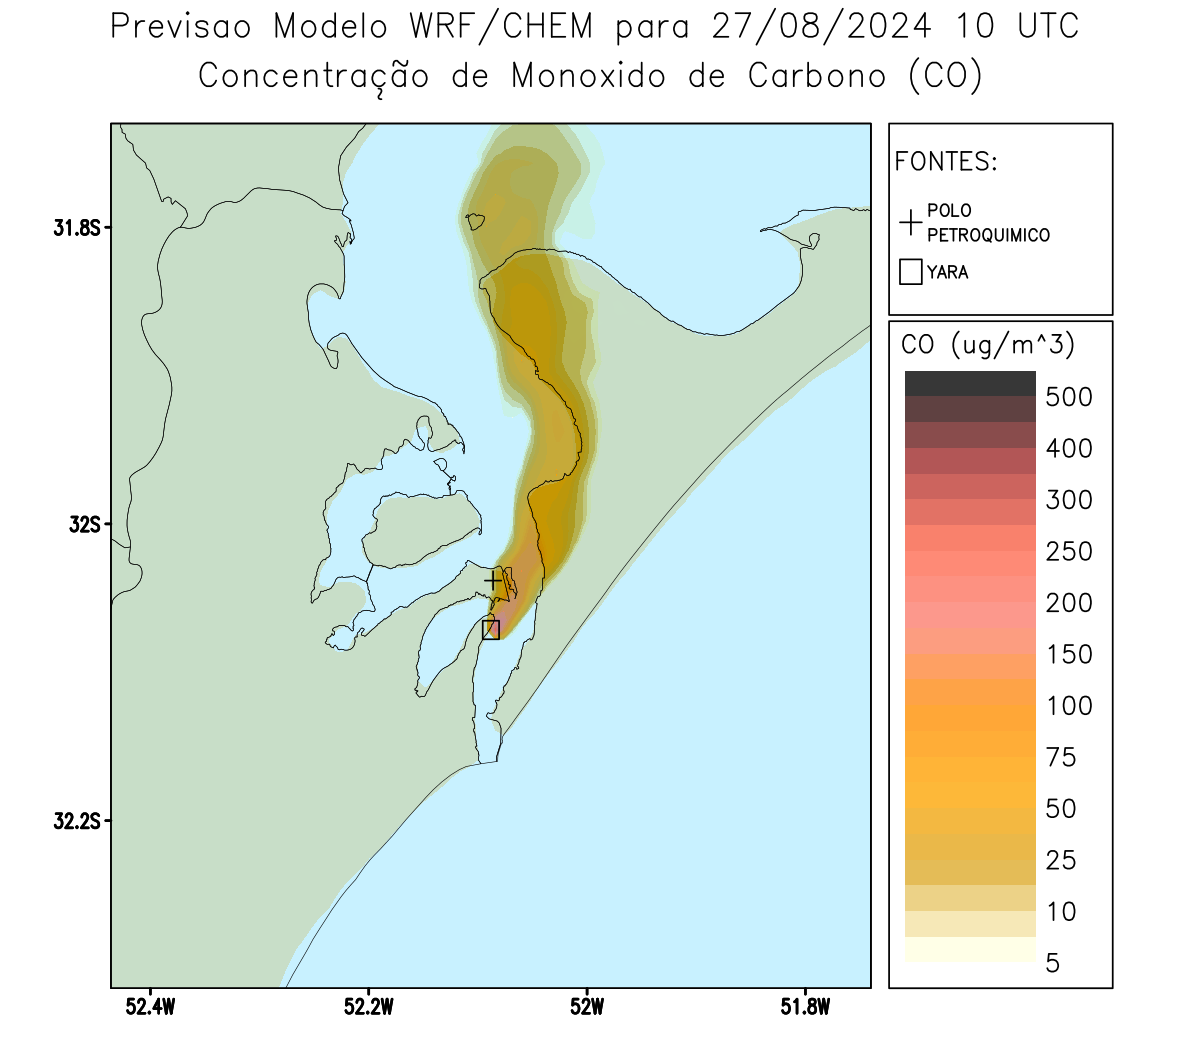 Previsao Modelo WRF/CHEM para 27/08/2024 10 UTC
Concentração de Monoxido de Carbono (CO)
FONTES:
POLO
PETROQUIMICO
YARA
CO (ug/m^3)
500
400
300
250
200
150
100
75
50
25
10
5
31.8S
32S
32.2S
52.4W
52.2W
52W
51.8W